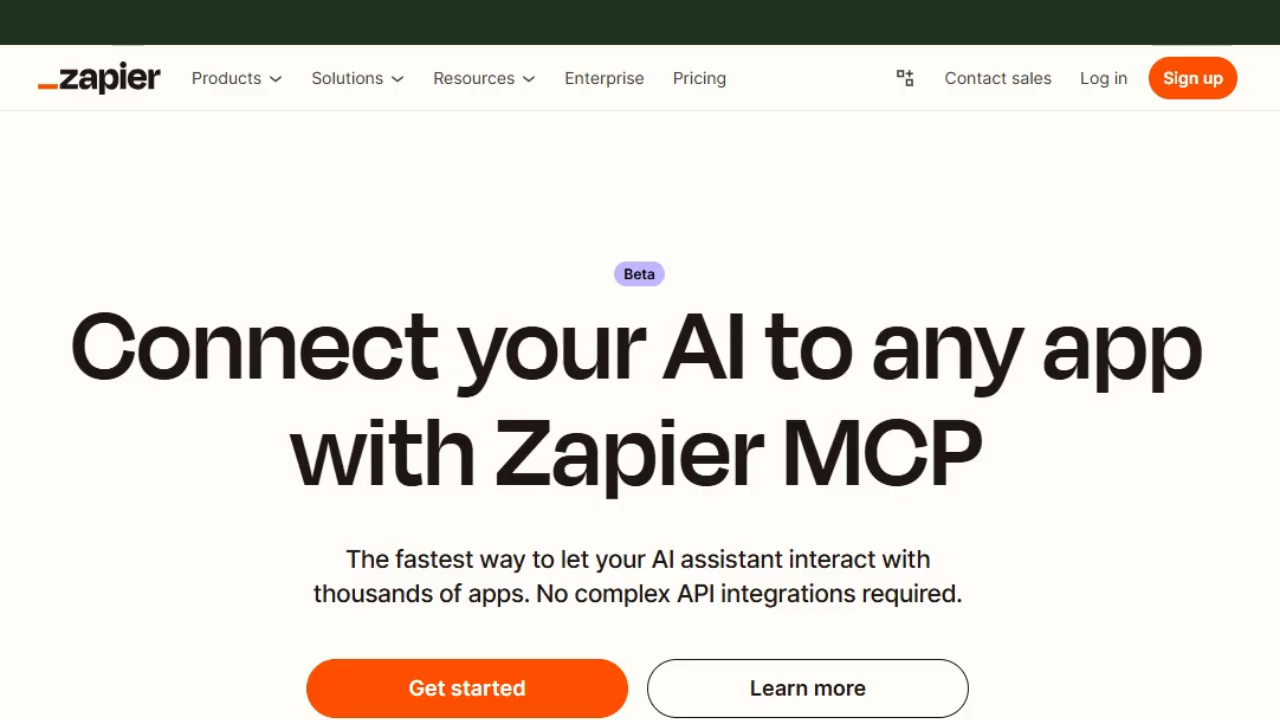 zapier Products Solutions Resources Enterprise Pricing Contact sales Log in Sign up
Beta
Connect your AI to any app
with Zapier MCP
The fastest way to let your AI assistant interact with
thousands of apps. No complex API integrations required.
Get started Learn more